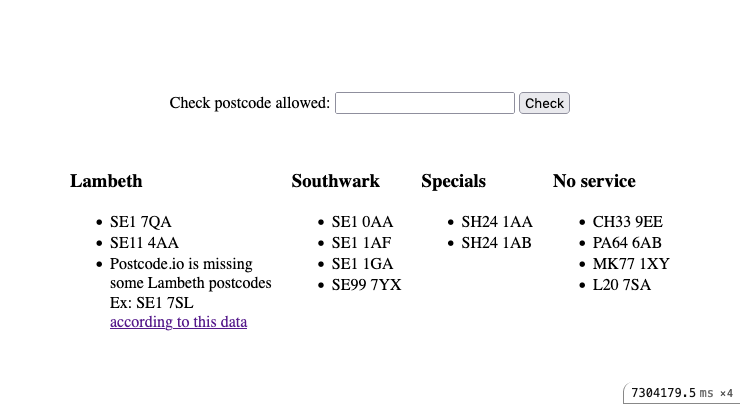 Check postcode allowed: Check
Lambeth
SE1 7QA
SE11 4AA
Postcode.io is missing
some Lambeth postcodes
Ex: SE1 7SL
according to this data
Southwark
SE1 0AA
SE1 1AF
SE1 1GA
SE99 7YX
Specials
SH24 1AA
SH24 1AB
No service
CH33 9EE
PA64 6AB
MK77 1XY
L20 7SA
7304179.5 ms ×4